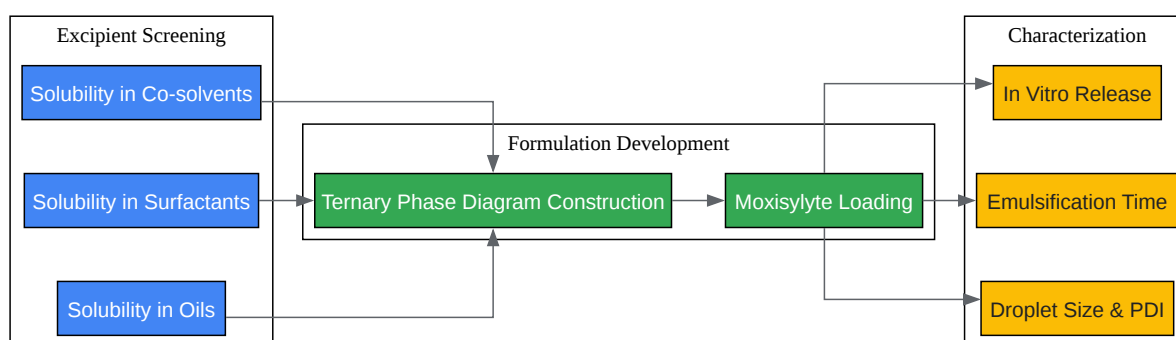 Excipient Screening
Solubility in Co-solvents
Solubility in Surfactants
Solubility in Oils
Formulation Development
Ternary Phase Diagram Construction
Moxisylyte Loading
Characterization
In Vitro Release
Emulsification Time
Droplet Size & PDI